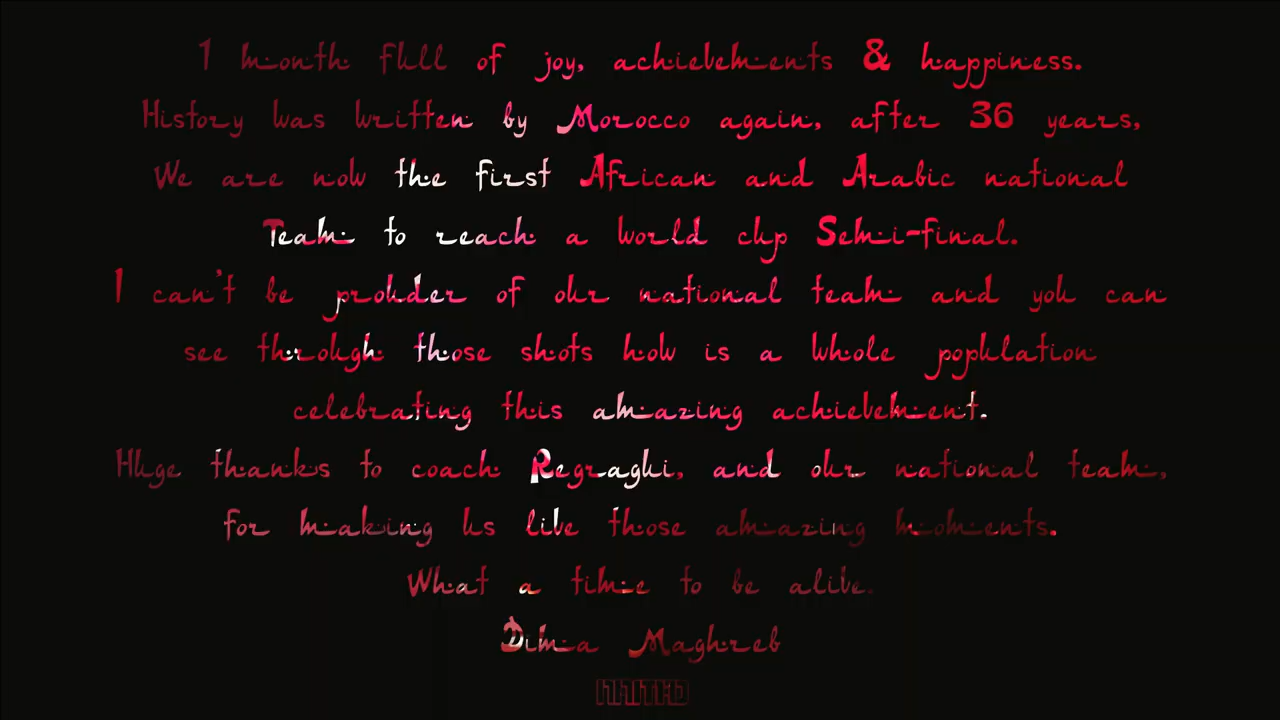 1 month full of joy, achievements & happiness.
History was written by Morocco again, after 36 years,
We are now the first African and Arabic national
Team to reach a world cup Semi-final.
I can't be prouder of our national team and you can
see through those shots how is a whole population
celebrating this amazing achievement.
Huge thanks to coach Regragui, and our national team,
for making us live those amazing moments.
What a time to be alive.
Dima Maghreb